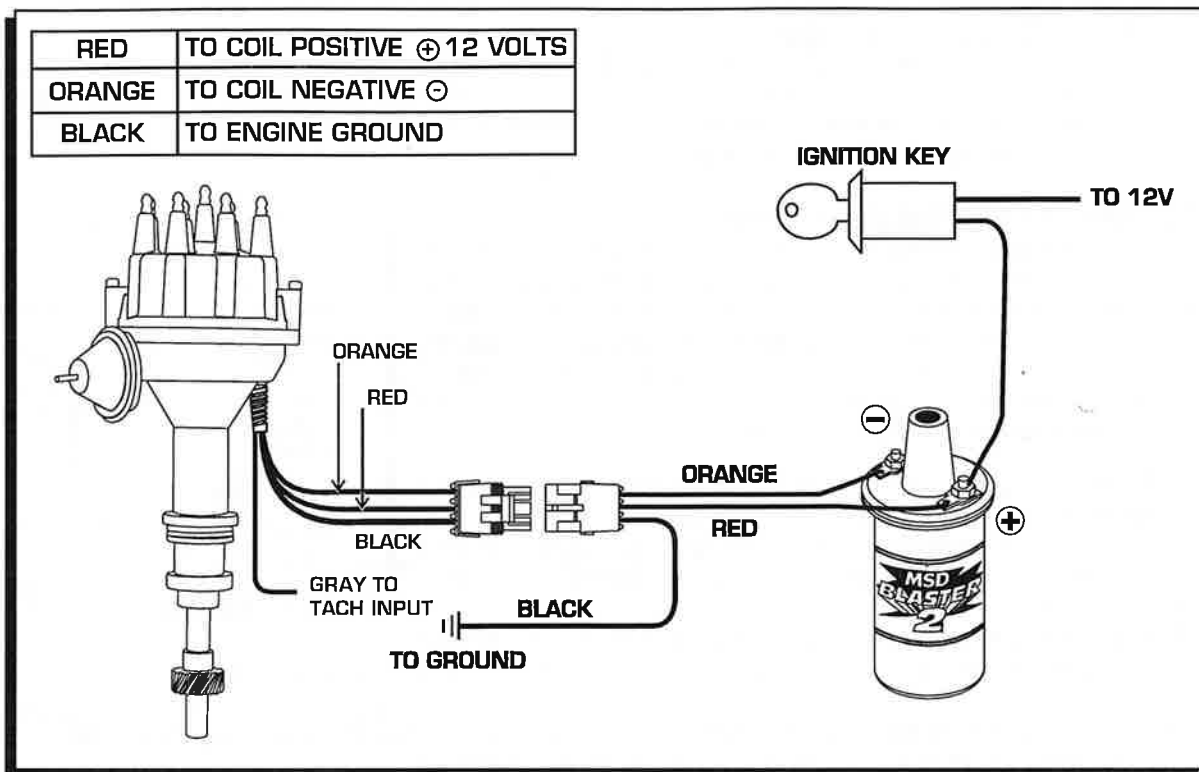 RED TO COIL POSITIVE ⊕ 12 VOLTS
ORANGE TO COIL NEGATIVE ⊖
BLACK TO ENGINE GROUND
IGNITION KEY
TO 12V
ORANGE
RED
BLACK
GRAY TO
TACH INPUT
ORANGE
RED
BLACK
TO GROUND
⊖
⊕
MSD
BLASTER
2